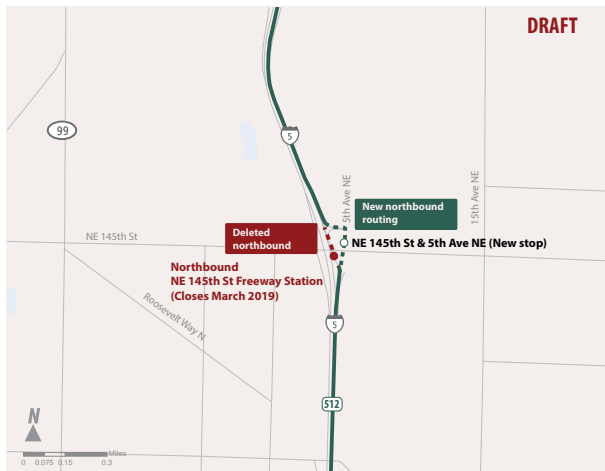 DRAFT
99
5
5th Ave NE
15th Ave NE
New northbound
routing
Deleted
northbound
NE 145th St
NE 145th St & 5th Ave NE (New stop)
Northbound
NE 145th St Freeway Station
(Closes March 2019)
Roosevelt Way N
5
512
N
Miles
0 0.075 0.15 0.3